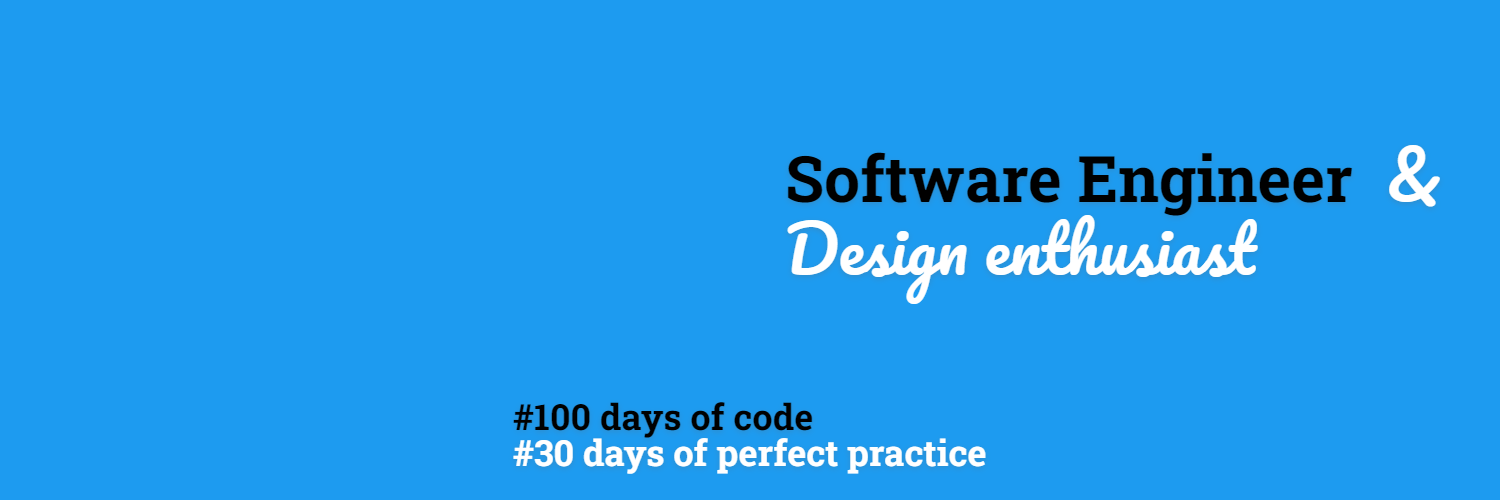 Software Engineer &
Design enthusiast
#100 days of code
#30 days of perfect practice